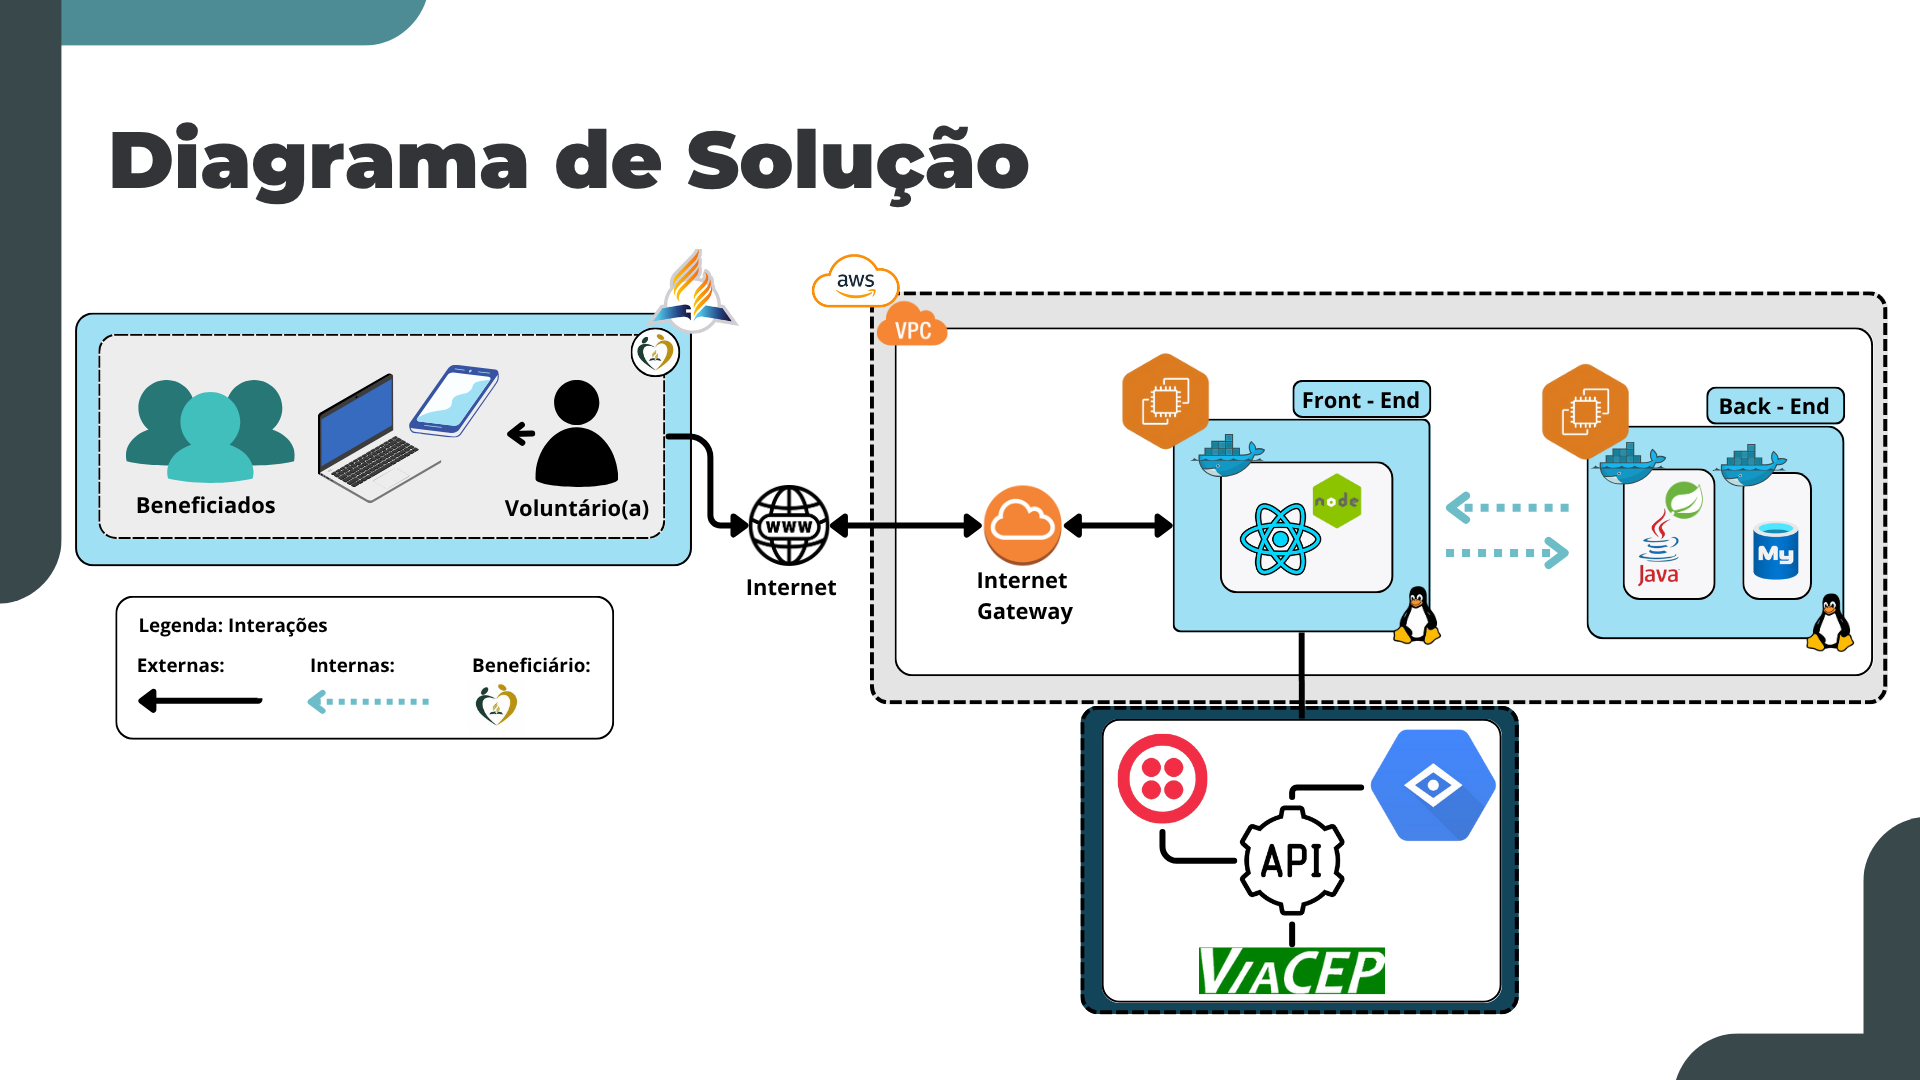 Diagrama de Solução
aws
VPC
Front - End
Back - End
node
Beneficiados
Voluntário(a)
www
Internet
Internet
Gateway
Java
My
Legenda: Interações
Externas:
Internas:
Beneficiário:
API
VIACEP